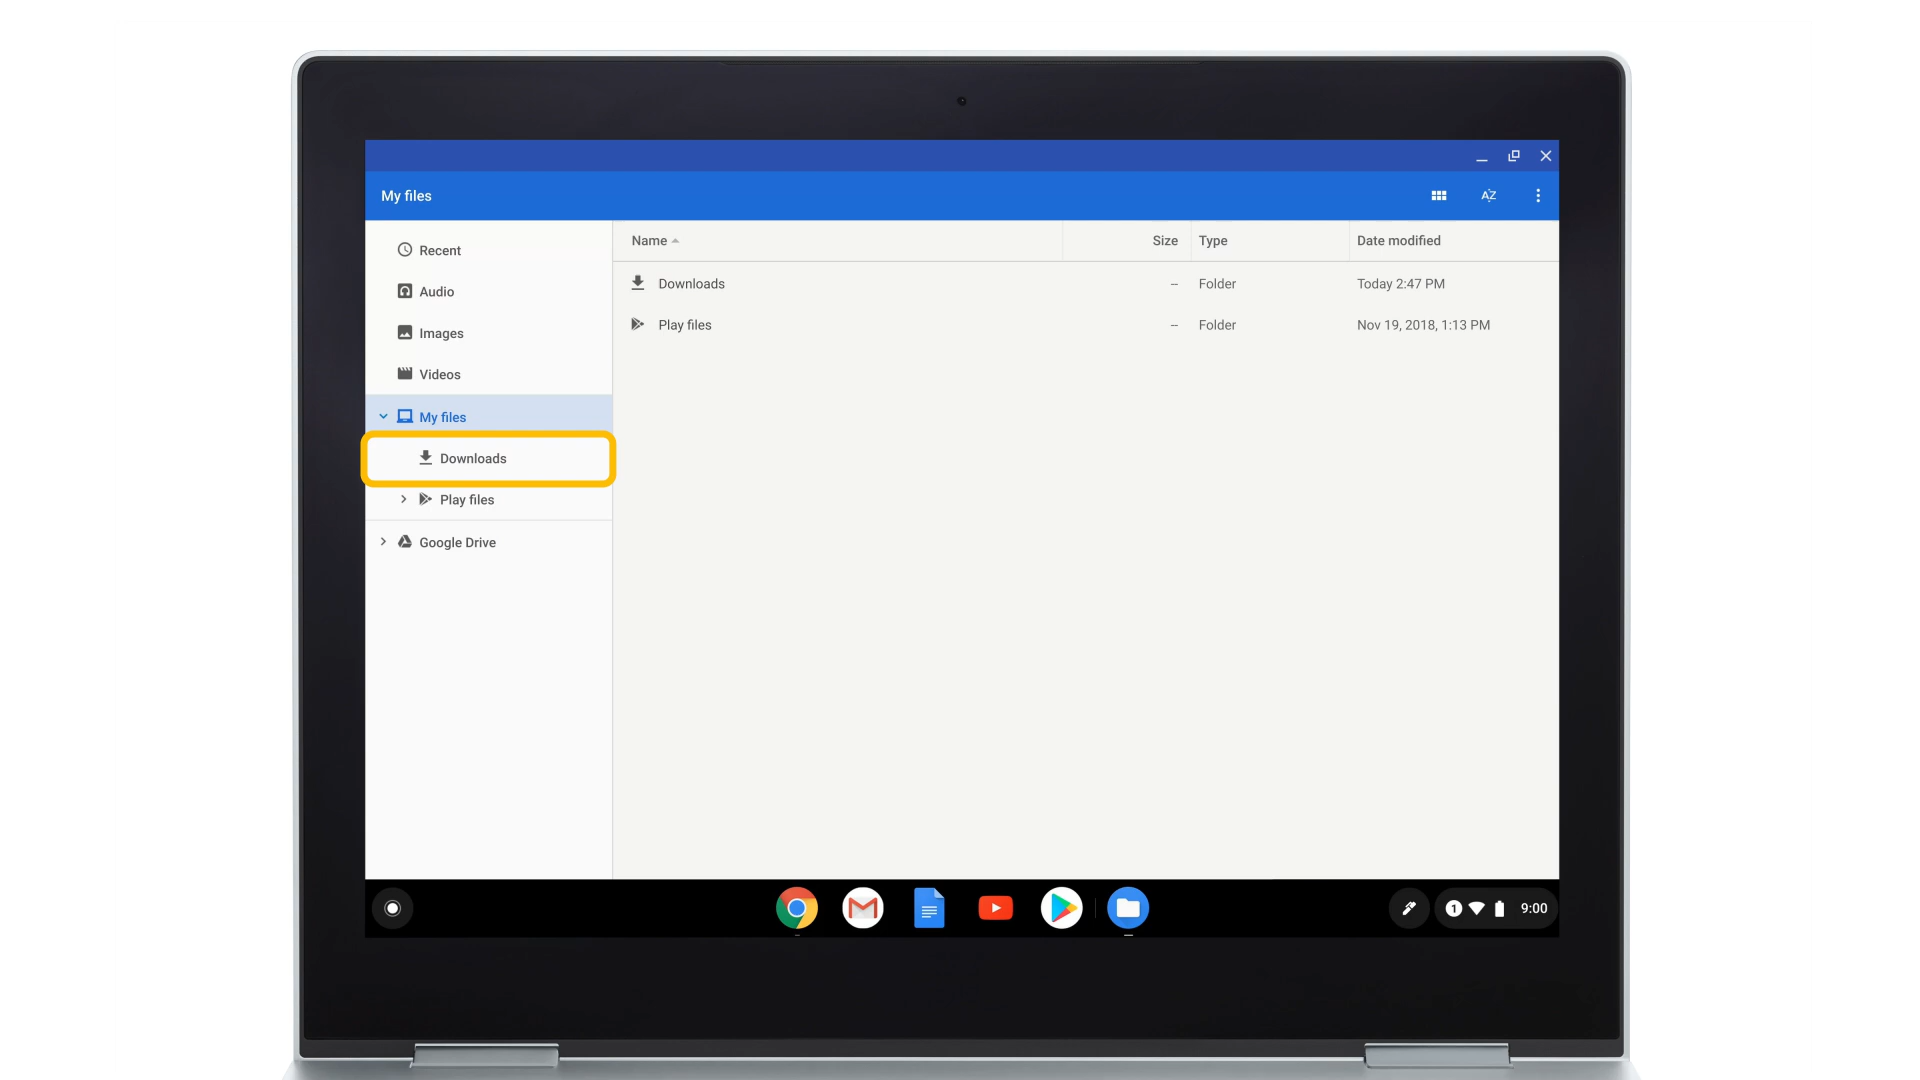 My files
AZ
Recent
Audio
Images
Videos
My files
Downloads
Play files
Google Drive
Name Size Type Date modified
Downloads -- Folder Today 2:47 PM
Play files -- Folder Nov 19, 2018, 1:13 PM
1 9:00